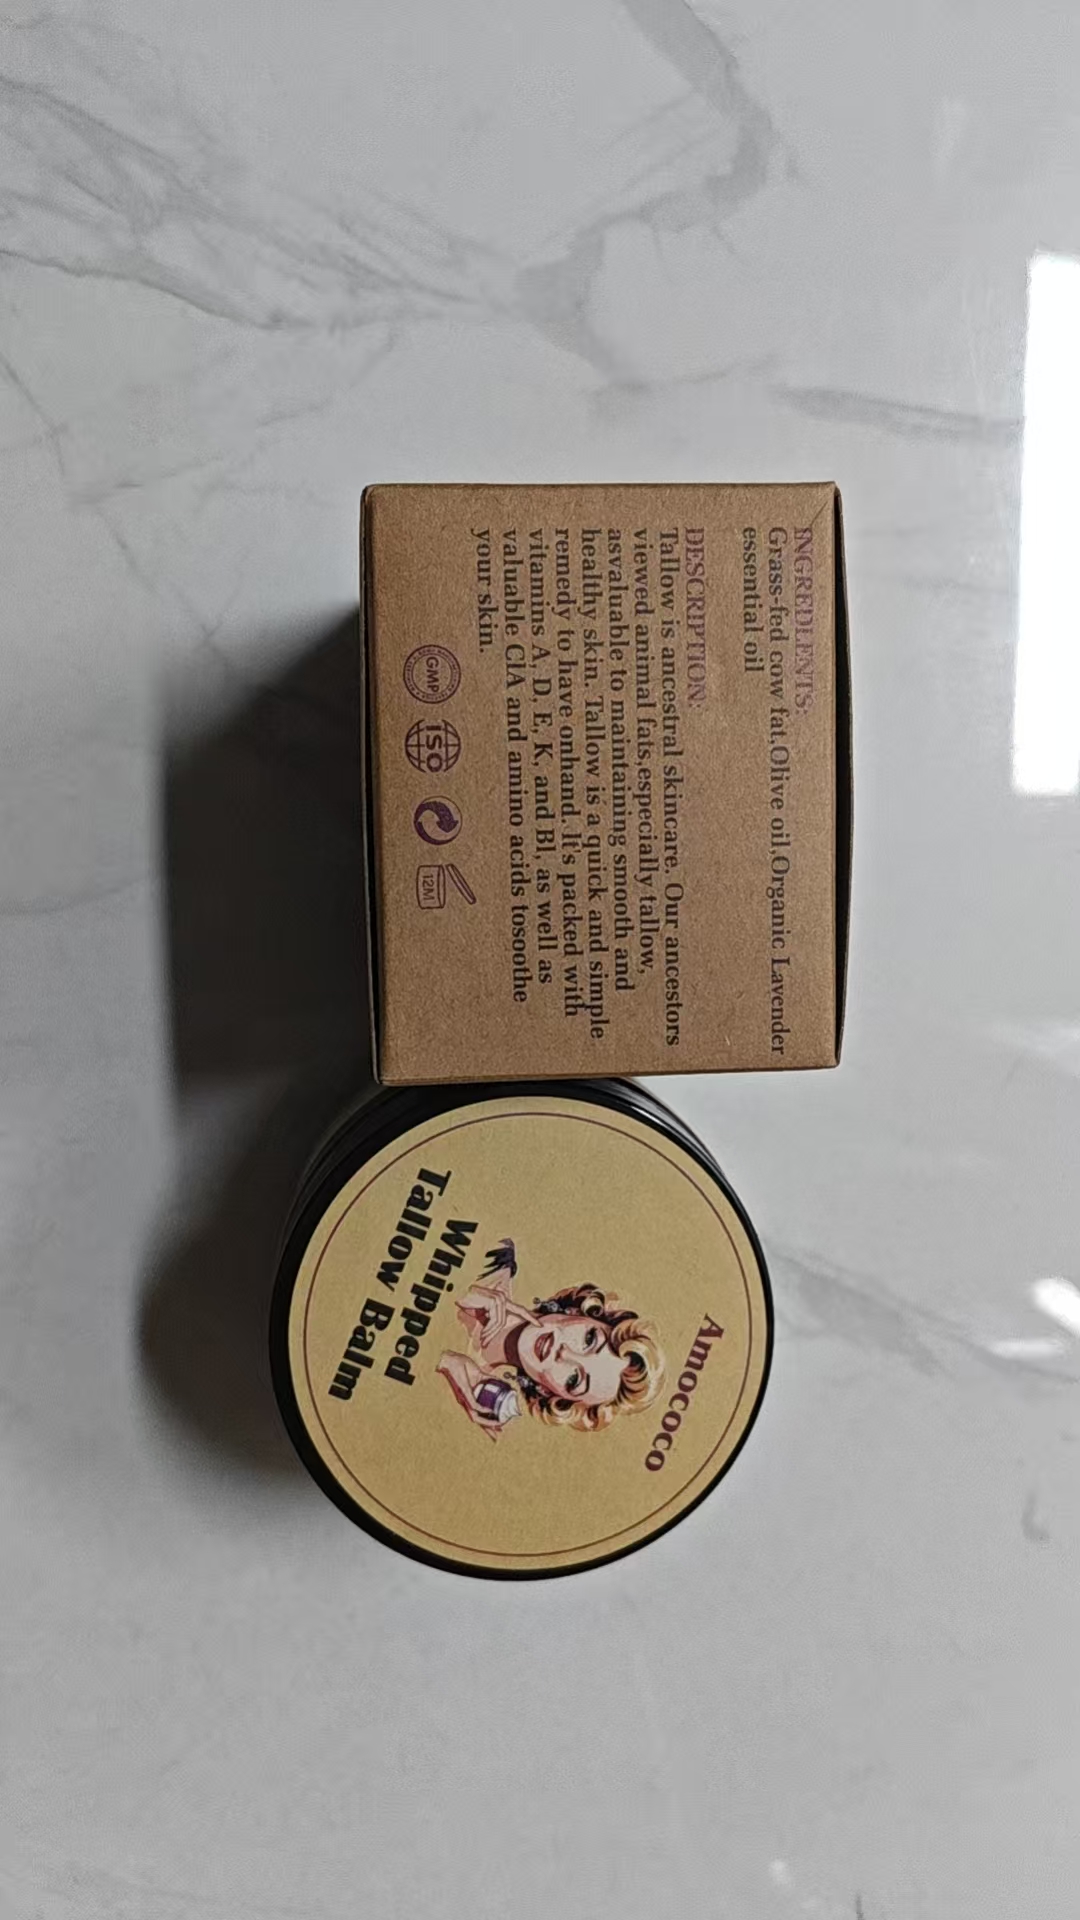 INGREDLENTS:
Grass-fed cow fat,Olive oil,Organic Lavender
essential oil
DESCRIPTION:
Tallow is ancestral skincare. Our ancestors
viewed animal fats,especially tallow,
asvaluable to maintaining smooth and
healthy skin. Tallow is a quick and simple
remedy to have onhand. It's packed with
vitamins A, D, E, K, and Bl, as well as
valuable ClA and amino acids tosoothe
your skin.
GMP
ISO
12M
Amococo
Whipped
Tallow Balm